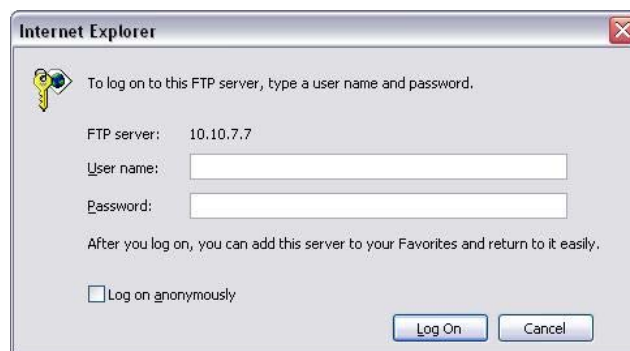 Internet Explorer
To log on to this FTP server, type a user name and password.
FTP server: 10.10.7.7
User name:
Password:
After you log on, you can add this server to your Favorites and return to it easily.
Log on anonymously
Log On Cancel